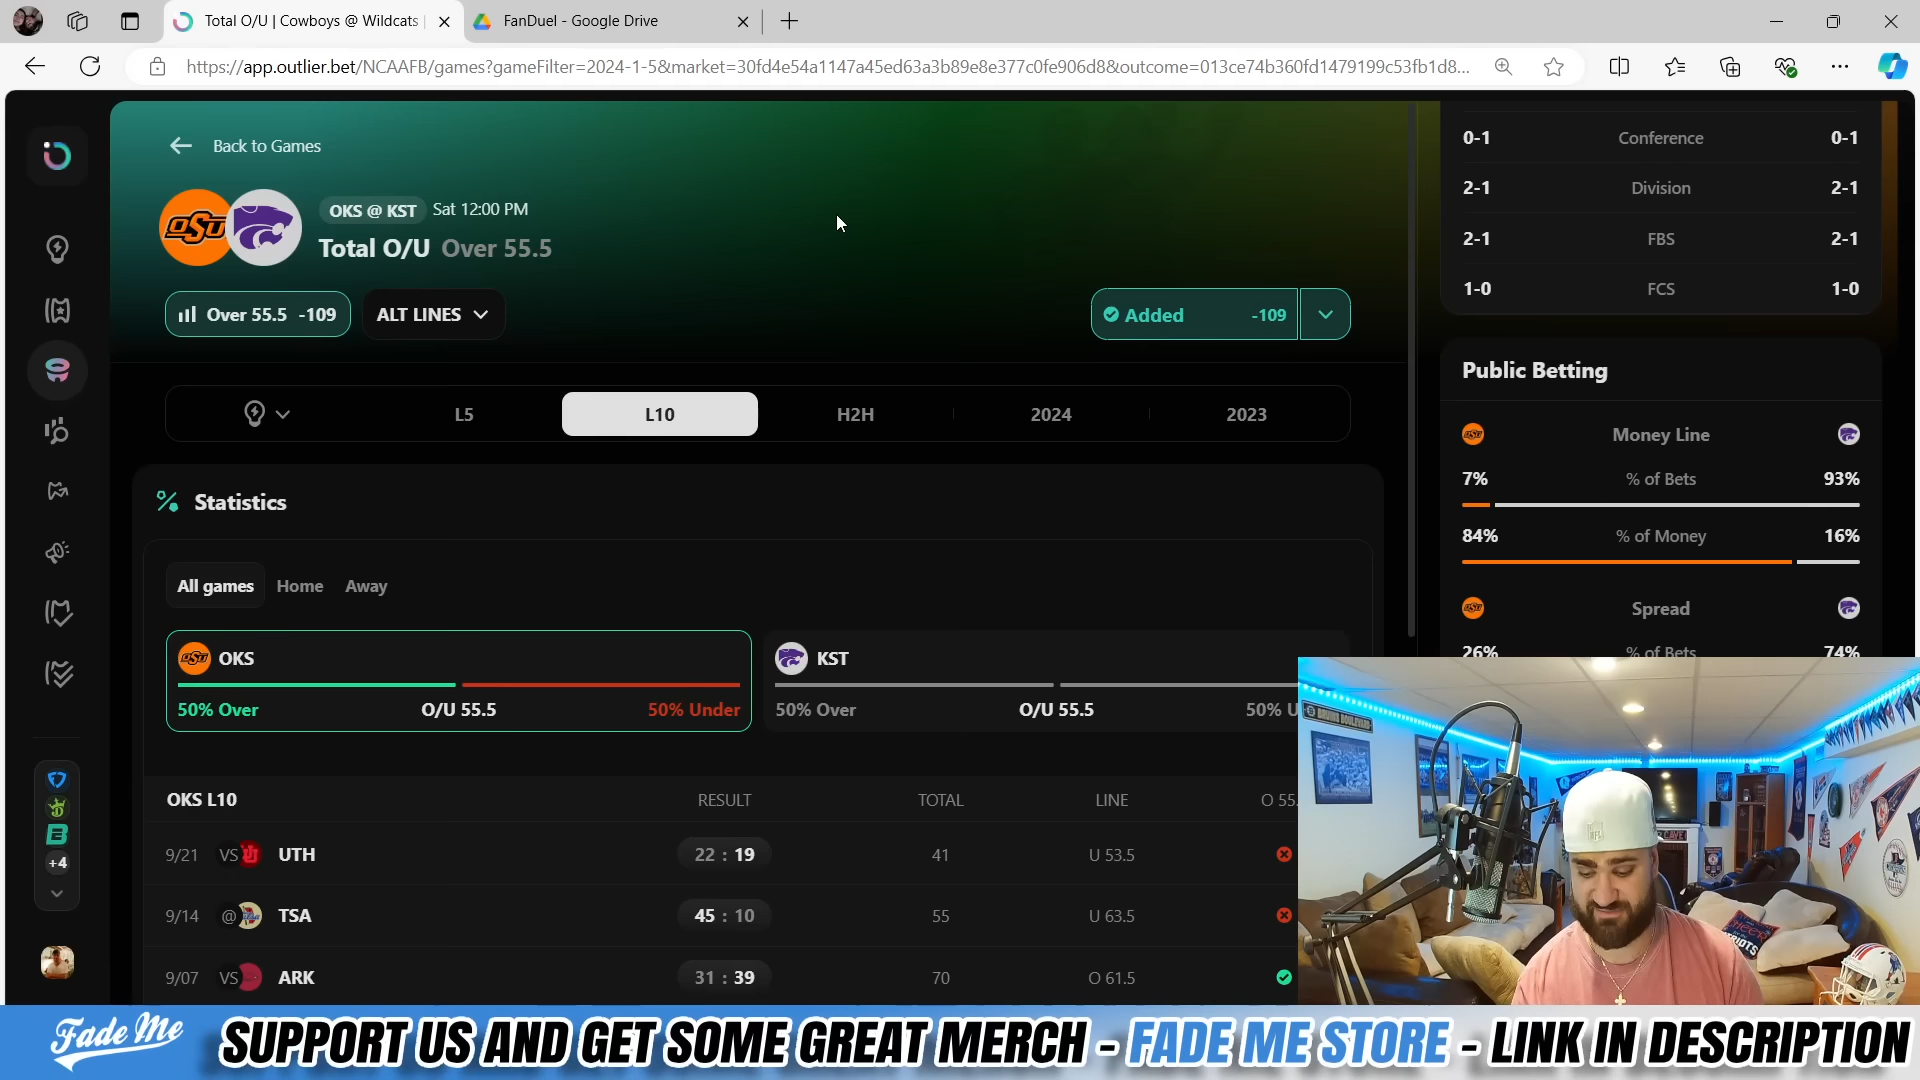 Total O/U | Cowboys @ Wildcats
FanDuel - Google Drive
https://app.outlier.bet/NCAAFB/games?gameFilter=2024-1-5&market=30fd4e54a1147a45ed63a3b89e8e377c0fe906d8&outcome=013ce74b360fd1479199c53fb1d8...
Back to Games
OKS @ KST Sat 12:00 PM
Total O/U Over 55.5
Over 55.5 -109
ALT LINES
Added -109
L5
L10
H2H
2024
2023
Statistics
All games
Home
Away
OSU OKS
50% Over
O/U 55.5
50% Under
KST
50% Over
O/U 55.5
50% U
OKS L10 RESULT TOTAL LINE O 55.
9/21 VS UTH 22 : 19 41 U 53.5
9/14 @ TSA 45 : 10 55 U 63.5
9/07 VS ARK 31 : 39 70 O 61.5
0-1 Conference 0-1
2-1 Division 2-1
2-1 FBS 2-1
1-0 FCS 1-0
Public Betting
Money Line
7% % of Bets 93%
84% % of Money 16%
Spread
26% % of Bets 74%
+4
Fade Me
SUPPORT US AND GET SOME GREAT MERCH - FADE ME STORE - LINK IN DESCRIPTION